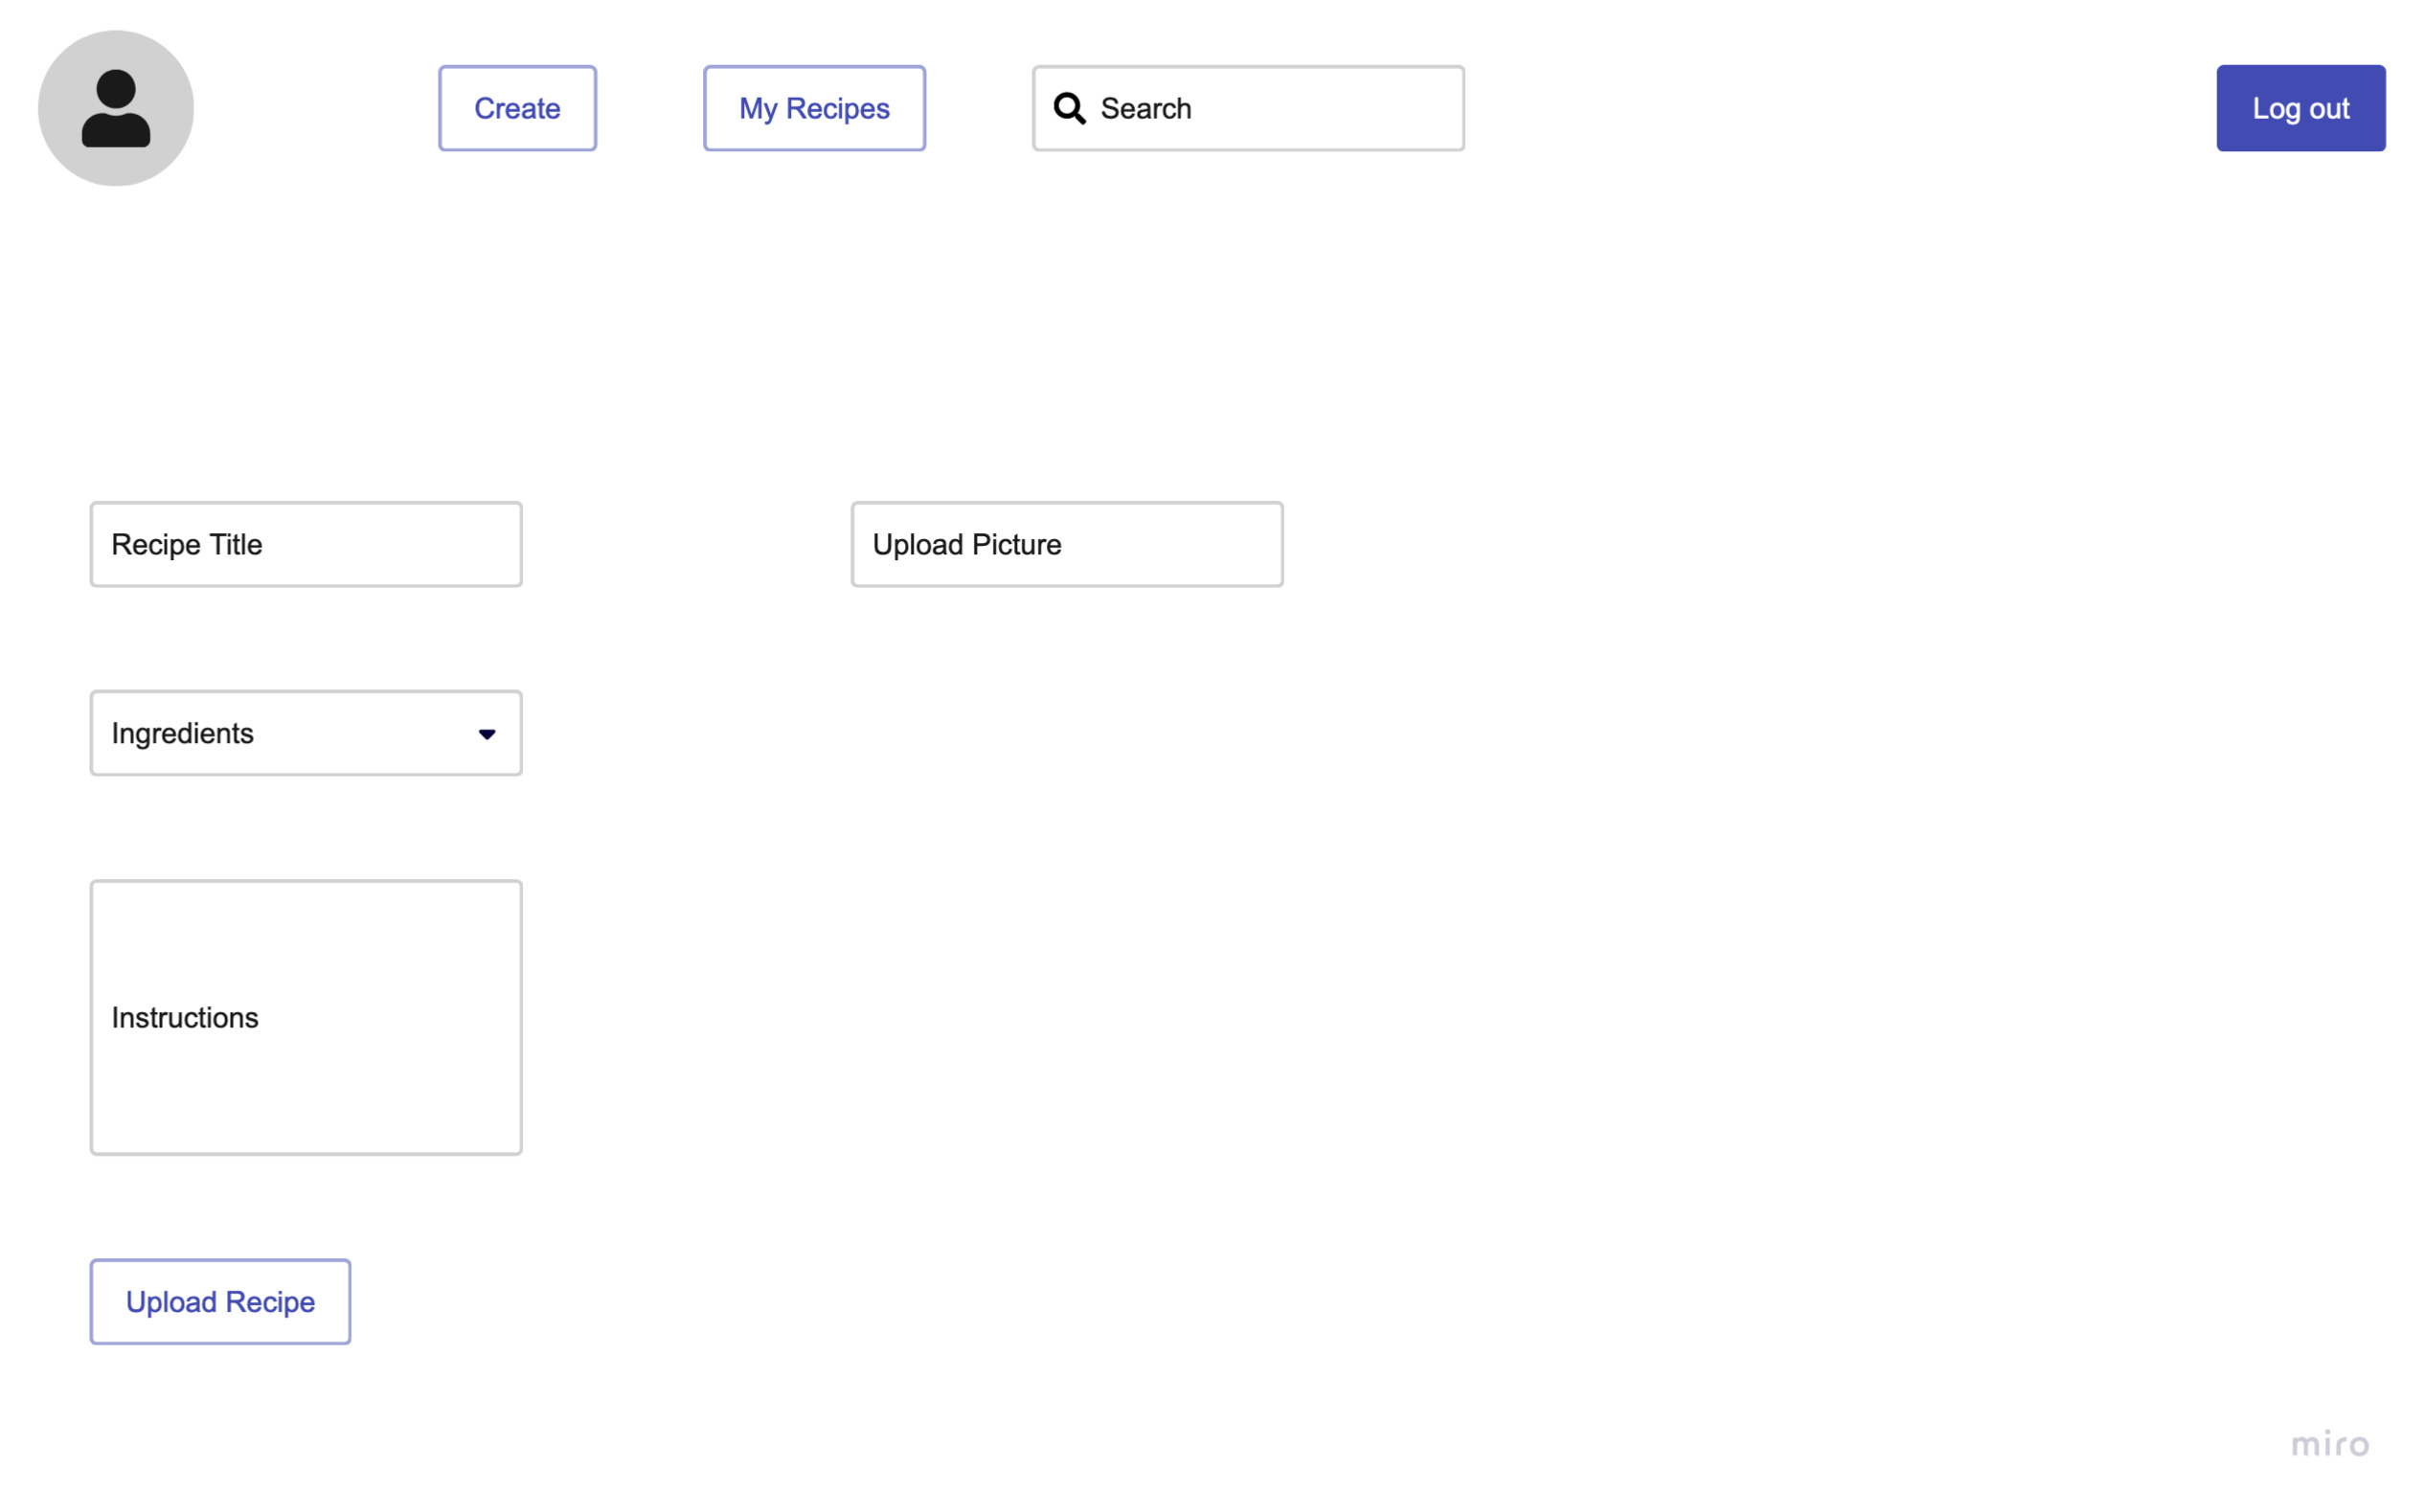 Create
My Recipes
Search
Log out
Recipe Title
Upload Picture
Ingredients
Instructions
Upload Recipe
miro